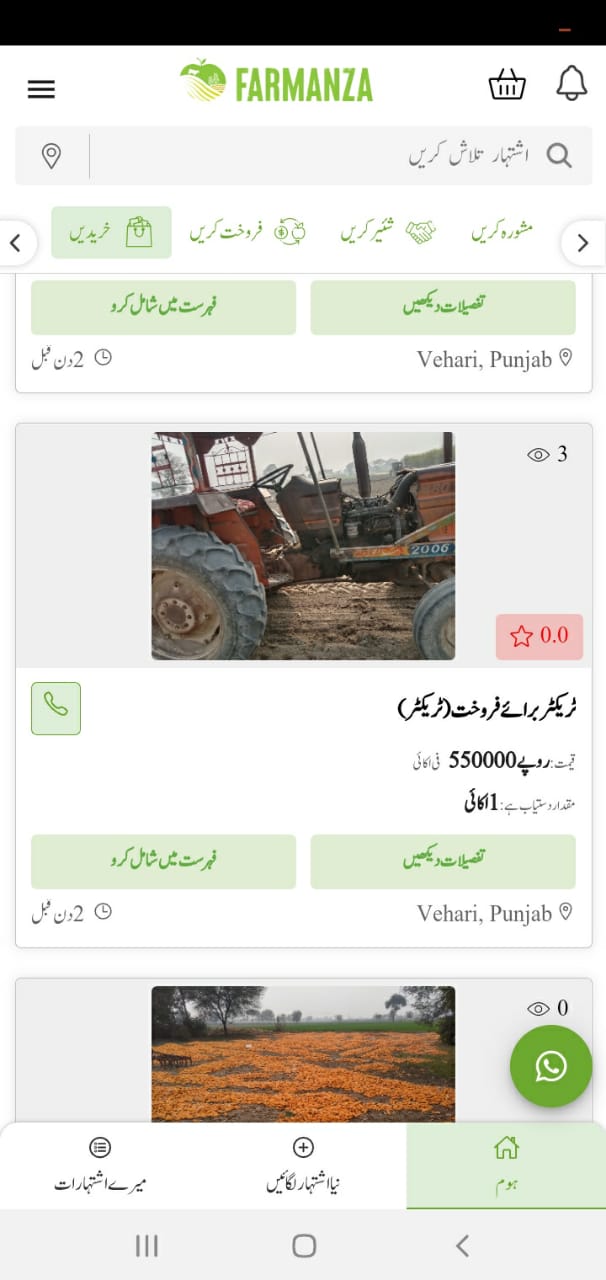 FARMANZA
اشتہار تلاش کریں
مشورہ کریں
شئیر کریں
فروخت کریں
خریدیں
تفصیلات دیکھیں
فہرست میں شامل کرو
Vehari, Punjab
2 دن قبل
3
2006
0.0
ٹریکٹر برائے فروخت (ٹریکٹر)
قیمت: روپے 550000 فی اکائی
مقدار دستیاب ہے: 1 اکائی
تفصیلات دیکھیں
فہرست میں شامل کرو
Vehari, Punjab
2 دن قبل
0
ہوم
نیا اشتہار لگائیں
میرے اشتہارات